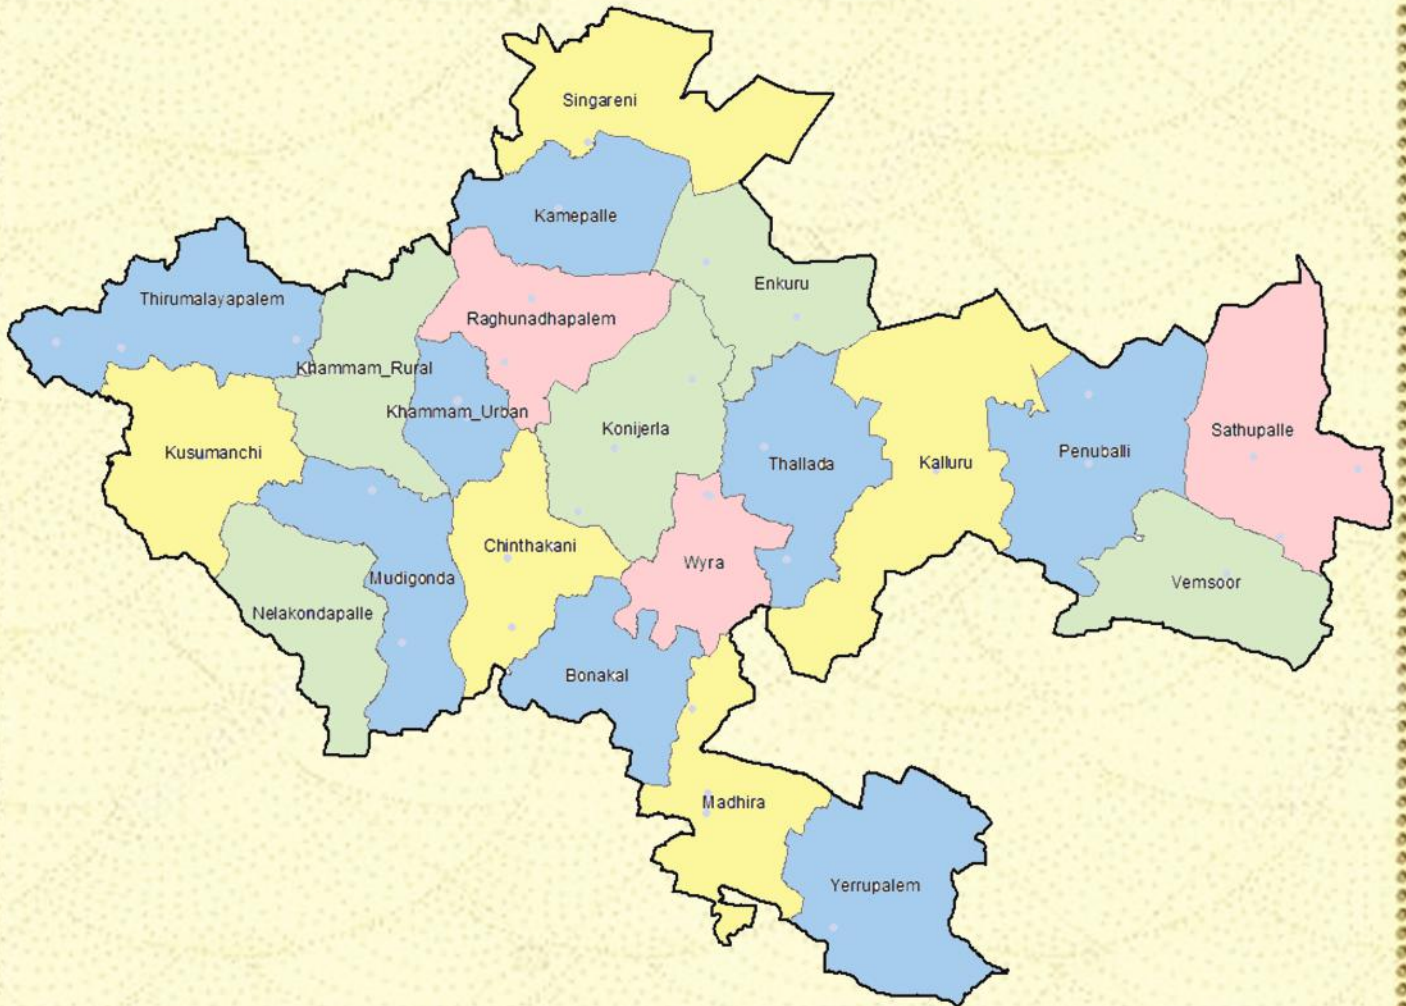 Singareni
Kamepalle
Enkuru
Thirumalayapalem
Raghunadhapalem
Khammam_Rural
Khammam_Urban
Konijerla
Kusumanchi
Thallada
Kalluru
Penuballi
Sathupalle
Chinthakani
Wyra
Mudigonda
Vemsoor
Nelakondapalle
Bonakal
Madhira
Yerrupalem